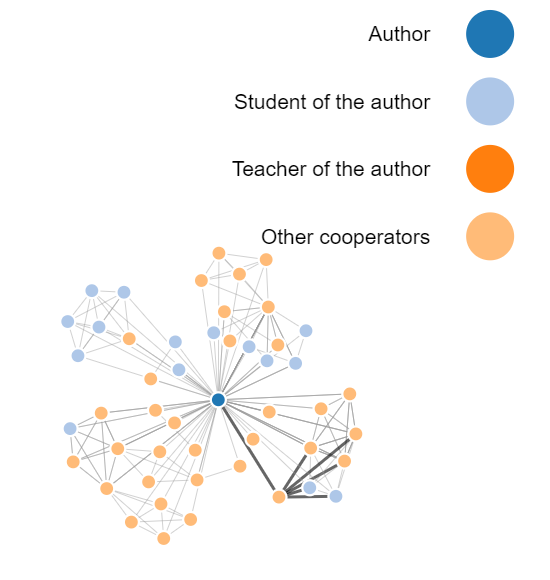 Author
Student of the author
Teacher of the author
Other cooperators